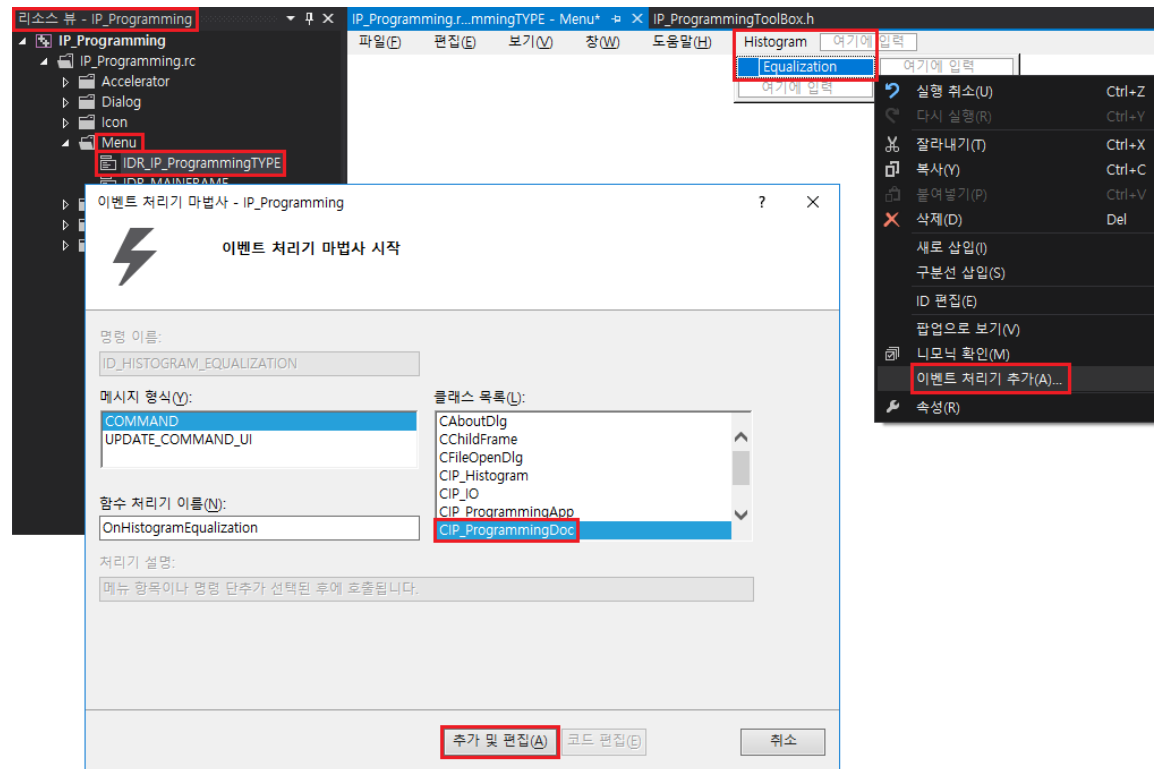 리소스 뷰 - IP_Programming
IP_Programming
IP_Programming.rc
Accelerator
Dialog
Icon
Menu
IDR_IP_ProgrammingTYPE
IDR_MAINFRAME
IP_Programming.r...mmingTYPE - Menu*
IP_ProgrammingToolBox.h
파일(F) 편집(E) 보기(V) 창(W) 도움말(H) Histogram 여기에 입력
Equalization 여기에 입력
여기에 입력
실행 취소(U) Ctrl+Z
다시 실행(R) Ctrl+Y
잘라내기(T) Ctrl+X
복사(Y) Ctrl+C
붙여넣기(P) Ctrl+V
삭제(D) Del
새로 삽입(I)
구분선 삽입(S)
ID 편집(E)
팝업으로 보기(V)
니모닉 확인(M)
이벤트 처리기 추가(A)...
속성(R)
이벤트 처리기 마법사 - IP_Programming ?
이벤트 처리기 마법사 시작
명령 이름:
ID_HISTOGRAM_EQUALIZATION
메시지 형식(Y):
COMMAND
UPDATE_COMMAND_UI
클래스 목록(L):
CAboutDlg
CChildFrame
CFileOpenDlg
CIP_Histogram
CIP_IO
CIP_ProgrammingApp
CIP_ProgrammingDoc
함수 처리기 이름(N):
OnHistogramEqualization
처리기 설명:
메뉴 항목이나 명령 단추가 선택된 후에 호출됩니다.
추가 및 편집(A) 코드 편집(E) 취소